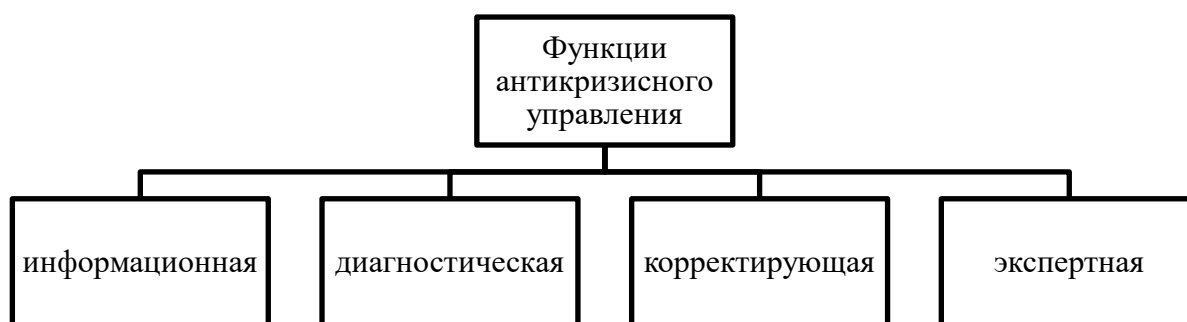 Функции
антикризисного
управления
информационная
диагностическая
корректирующая
экспертная